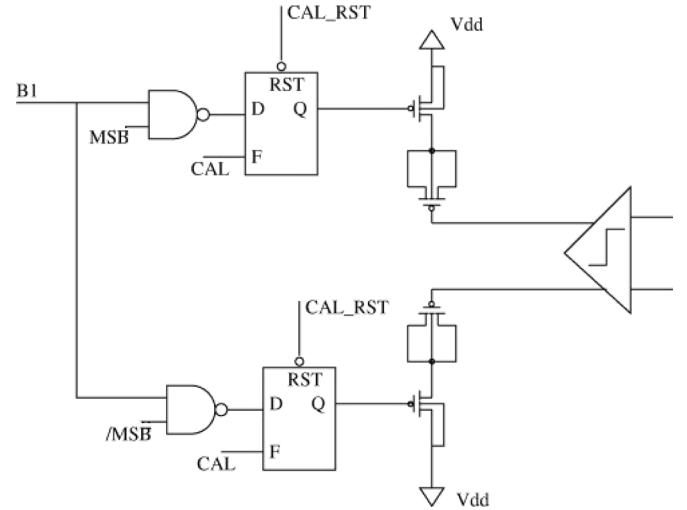 CAL_RST
Vdd
B1
RST
D
Q
MSB
CAL
F
CAL_RST
RST
D
Q
/MSB
CAL
F
Vdd